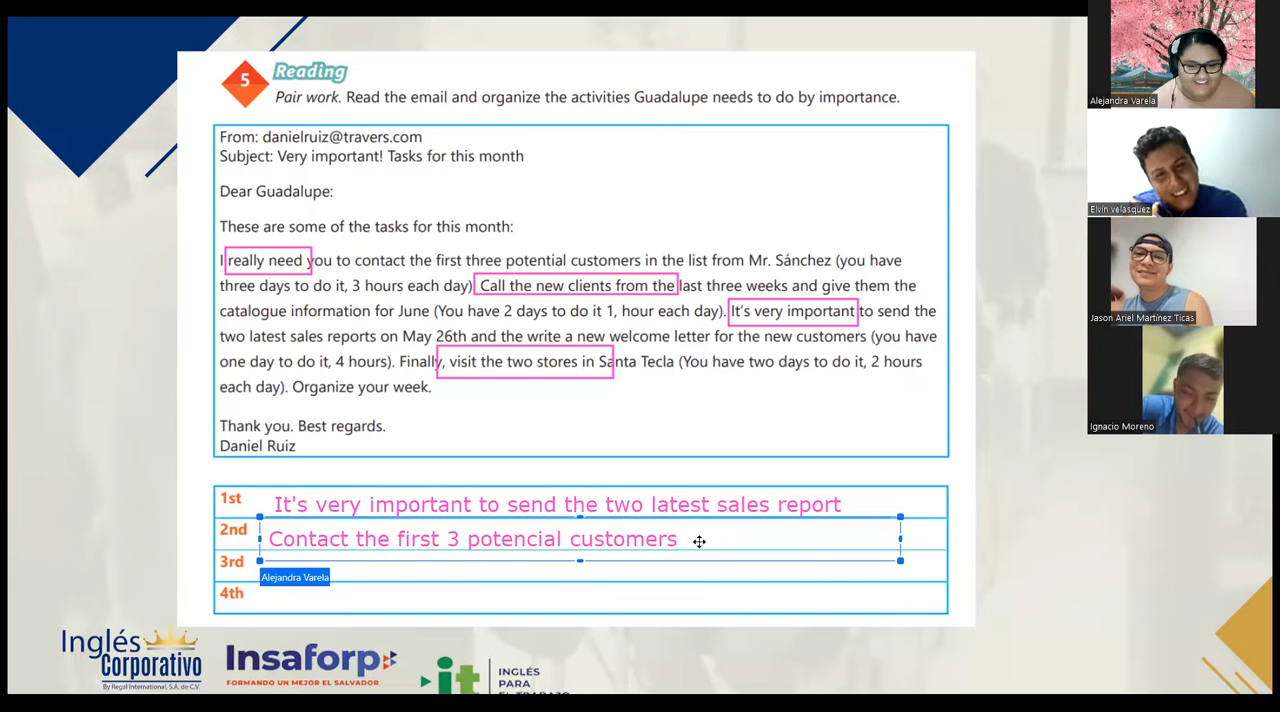 5
Reading
Pair work. Read the email and organize the activities Guadalupe needs to do by importance.
From: danielruiz@travers.com
Subject: Very important! Tasks for this month
Dear Guadalupe:
These are some of the tasks for this month:
I really need you to contact the first three potential customers in the list from Mr. Sánchez (you have
three days to do it, 3 hours each day). Call the new clients from the last three weeks and give them the
catalogue information for June (You have 2 days to do it 1, hour each day). It's very important to send the
two latest sales reports on May 26th and the write a new welcome letter for the new customers (you have
one day to do it, 4 hours). Finally, visit the two stores in Santa Tecla (You have two days to do it, 2 hours
each day). Organize your week.
Thank you. Best regards.
Daniel Ruiz
1st It's very important to send the two latest sales report
2nd Contact the first 3 potencial customers
3rd
Alejandra Varela
4th
Inglés
Corporativo
By Regal International, S.A. de C.V.
Insaforp
FORMANDO UN MEJOR EL SALVADOR
it
INGLÉS
PARA
EL TRABAJO
Alejandra Varela
Elvin velasquez
Jason Ariel Martínez Ticas
Ignacio Moreno